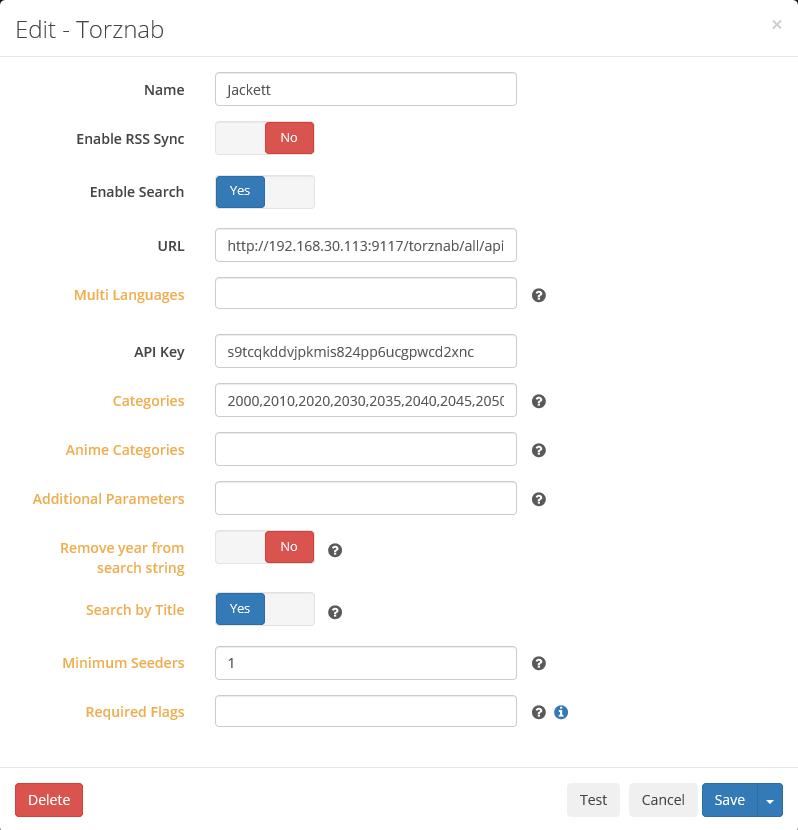 Edit - Torznab
×
Name
Jackett
Enable RSS Sync
No
Enable Search
Yes
URL
http://192.168.30.113:9117/torznab/all/api
Multi Languages
API Key
s9tcqkddvjpkmis824pp6ucgpwcd2xnc
Categories
2000,2010,2020,2030,2035,2040,2045,2050
Anime Categories
Additional Parameters
Remove year from
search string
No
Search by Title
Yes
Minimum Seeders
1
Required Flags
Delete
Test
Cancel
Save